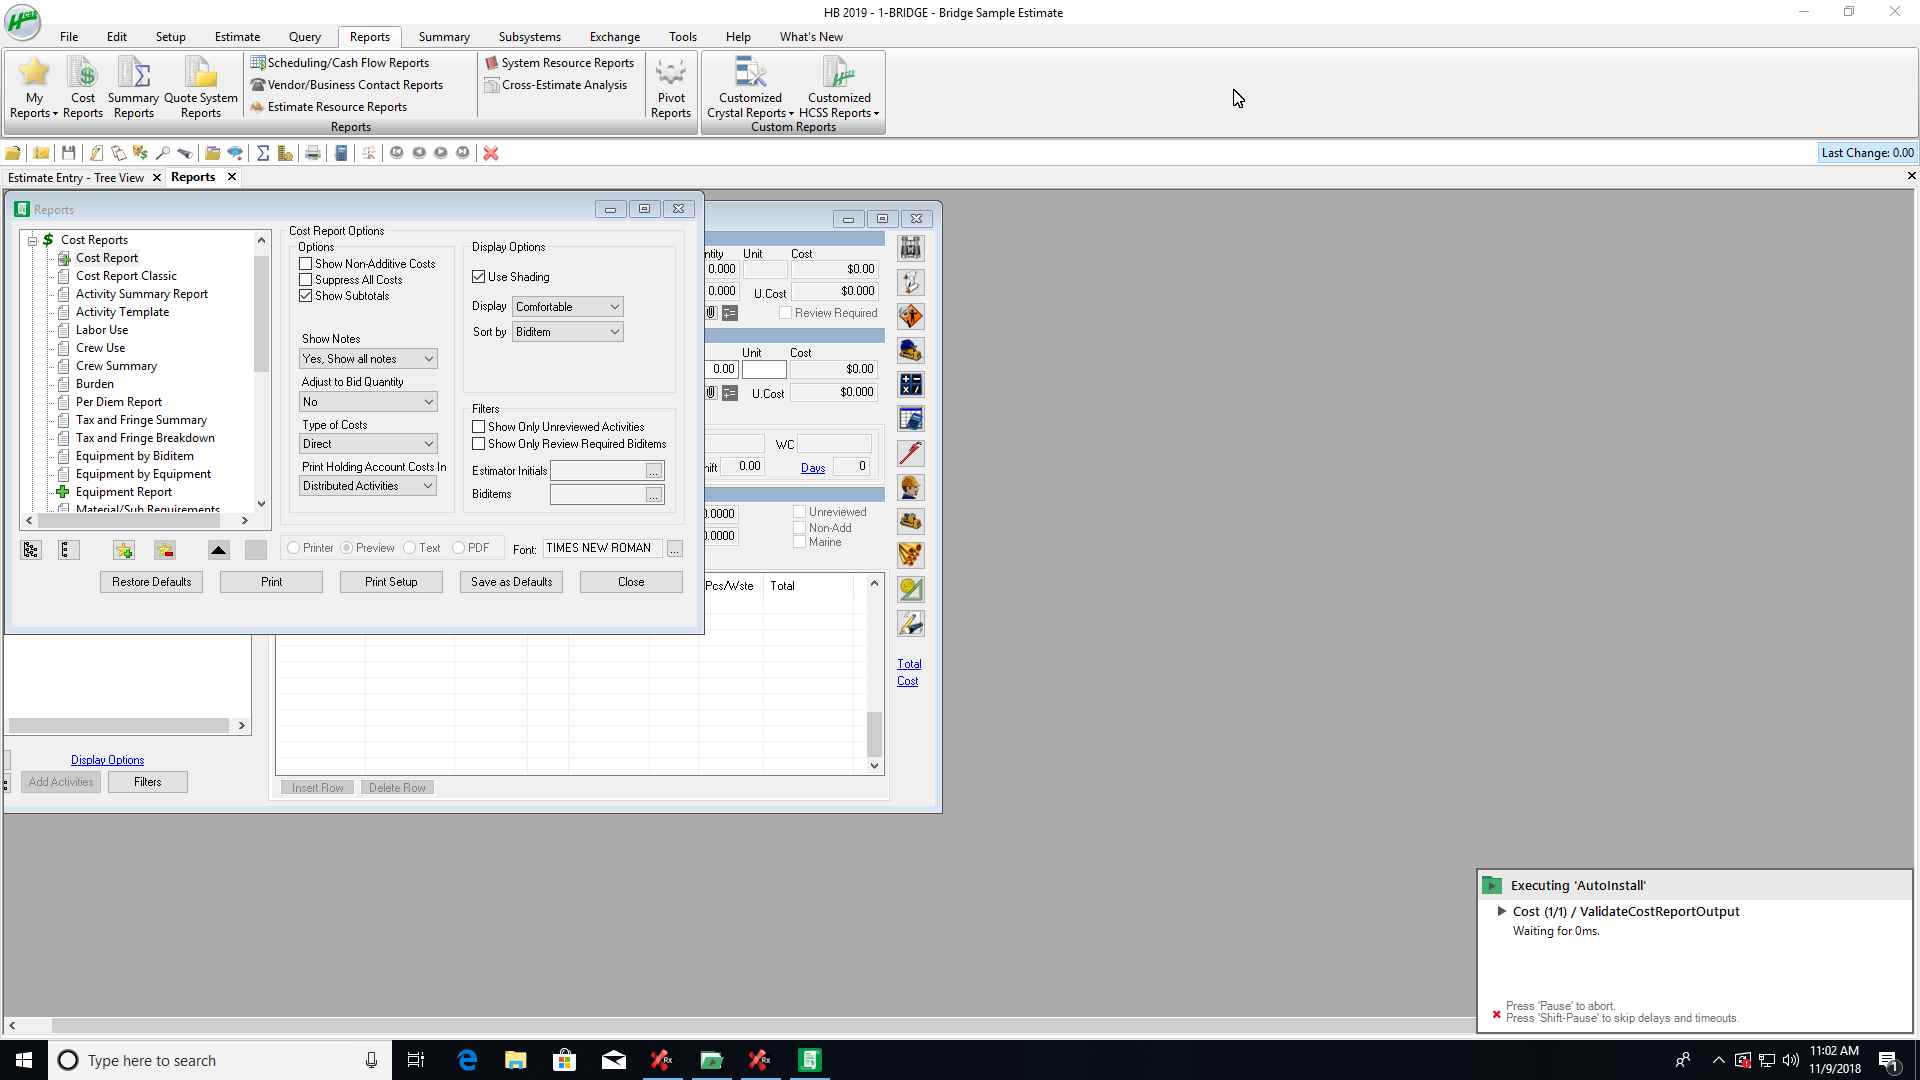 HB 2019 - 1-BRIDGE - Bridge Sample Estimate
File Edit Setup Estimate Query Reports Summary Subsystems Exchange Tools Help What's New
My Reports
Cost Reports
Summary Reports
Quote System Reports
Scheduling/Cash Flow Reports
Vendor/Business Contact Reports
Estimate Resource Reports
System Resource Reports
Cross-Estimate Analysis
Pivot Reports
Customized Crystal Reports
Customized HCSS Reports
Reports
Custom Reports
Last Change: 0.00
Estimate Entry - Tree View
Reports
Reports
Cost Reports
Cost Report
Cost Report Classic
Activity Summary Report
Activity Template
Labor Use
Crew Use
Crew Summary
Burden
Per Diem Report
Tax and Fringe Summary
Tax and Fringe Breakdown
Equipment by Biditem
Equipment by Equipment
Equipment Report
Material/Sub Requirements
Cost Report Options
Options
Show Non-Additive Costs
Suppress All Costs
Show Subtotals
Show Notes
Yes, Show all notes
Adjust to Bid Quantity
No
Type of Costs
Direct
Print Holding Account Costs In
Distributed Activities
Display Options
Use Shading
Display Comfortable
Sort by Biditem
Filters
Show Only Unreviewed Activities
Show Only Review Required Biditems
Estimator Initials ...
Biditems ...
Printer Preview Text PDF Font: TIMES NEW ROMAN ...
Restore Defaults Print Print Setup Save as Defaults Close
ntity Unit Cost
0.000 $0.00
0.000 U.Cost $0.000
Review Required
Unit Cost
0.00 $0.00
U.Cost $0.000
WC
hift 0.00 Days 0
0.0000 Unreviewed
Non-Add
0.0000 Marine
Pcs/Wste Total
Total
Cost
Display Options
Add Activities Filters
Insert Row Delete Row
Executing 'AutoInstall'
Cost (1/1) / ValidateCostReportOutput
Waiting for 0ms.
Press 'Pause' to abort.
Press 'Shift-Pause' to skip delays and timeouts.
Type here to search
11:02 AM
11/9/2018
1